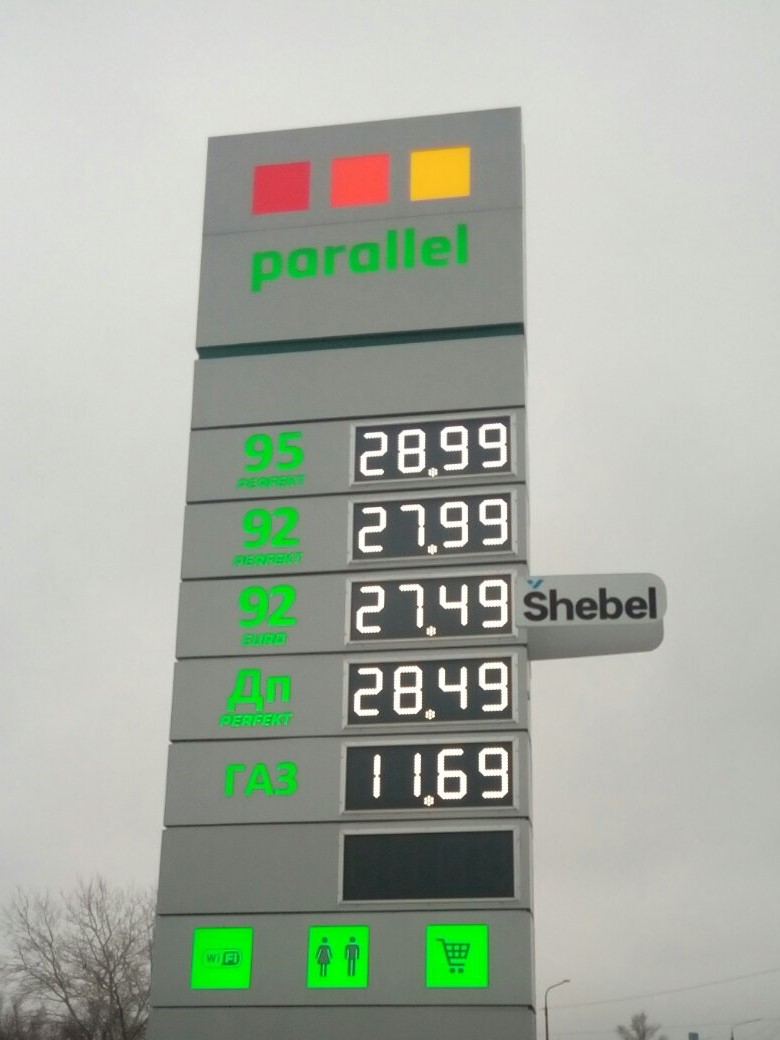 parallel
95 28.99
PERFEKT
92 27.99
PERFEKT
92 27.49
EURO
Šhebel
Дп 28.49
PERFEKT
ГАЗ 11.69
WiFi